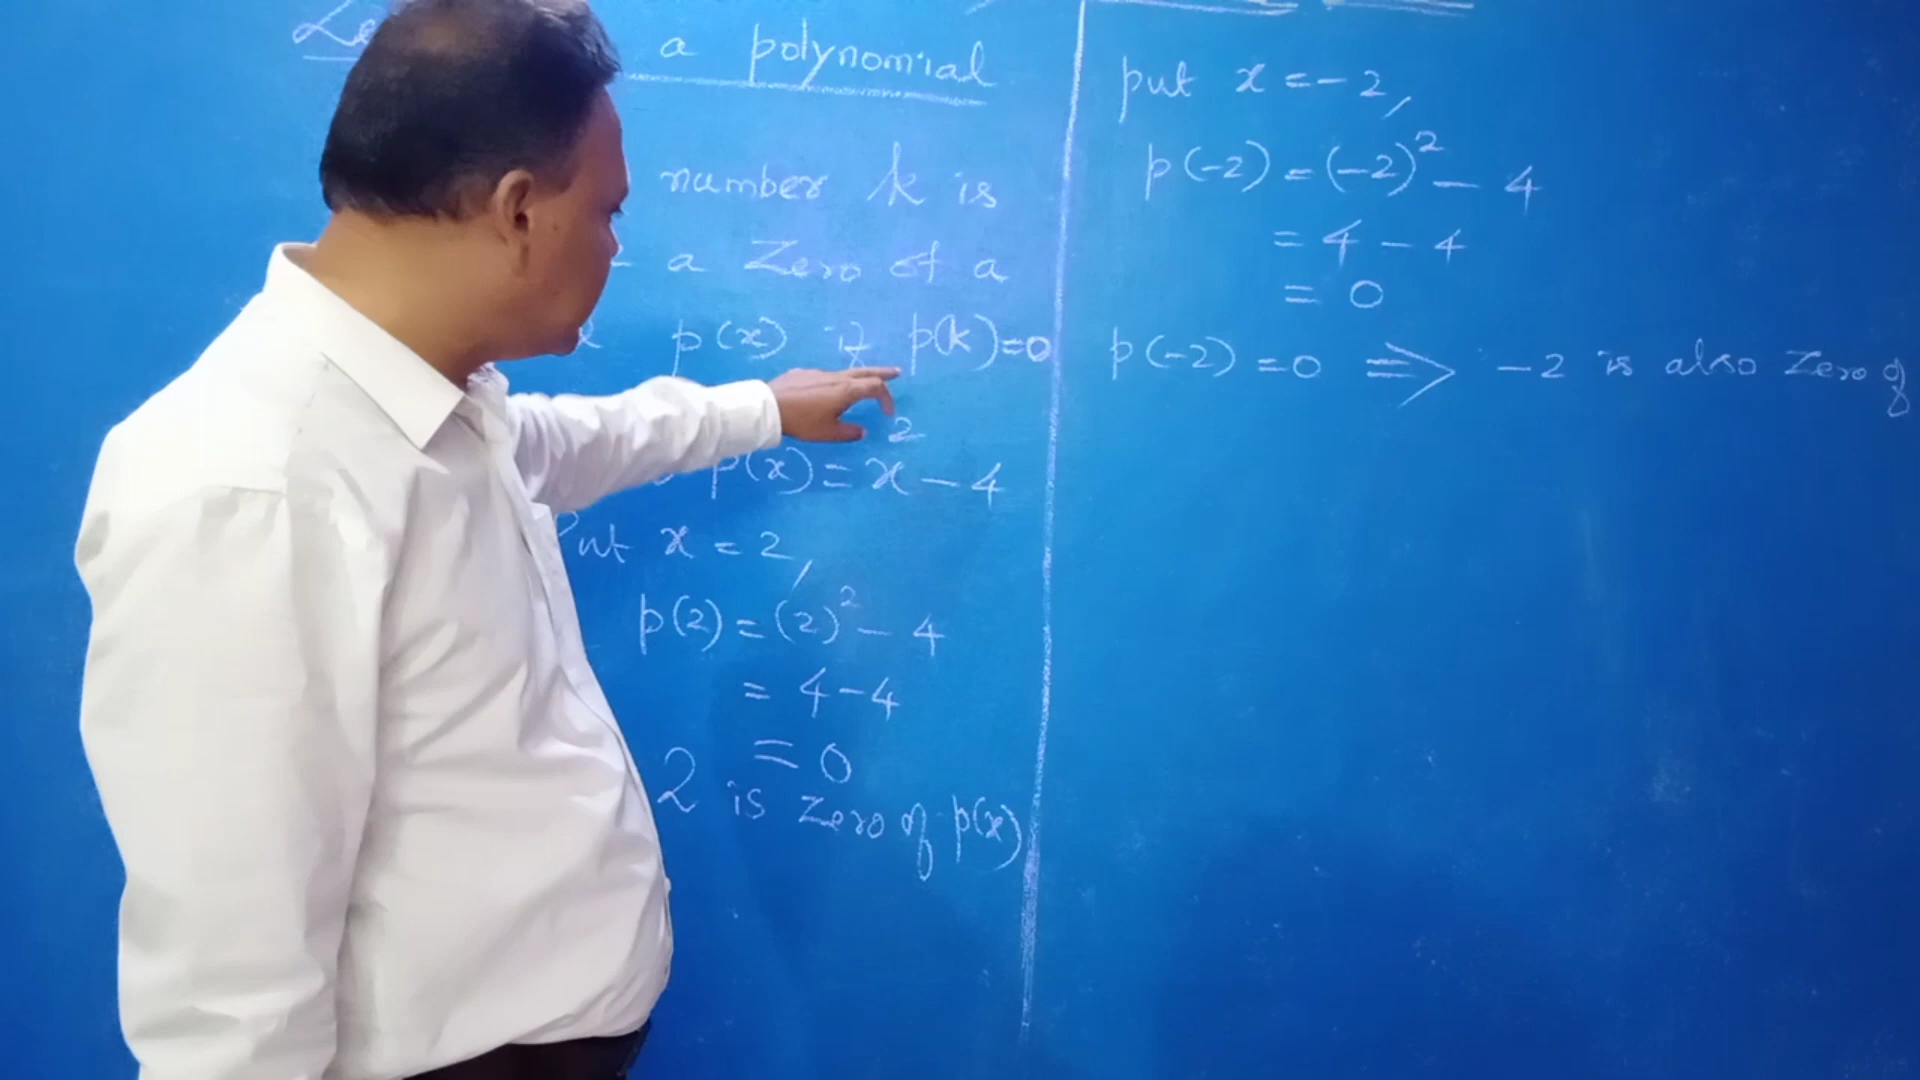 a polynomial
number k is
a Zero of a
p(x) if p(k)=0
p(x) = x² - 4
Put x = 2,
p(2) = (2)² - 4
= 4-4
= 0
2 is Zero of p(x)
put x = -2,
p(-2) = (-2)² - 4
= 4 - 4
= 0
p(-2) = 0 ⇒ -2 is also Zero of